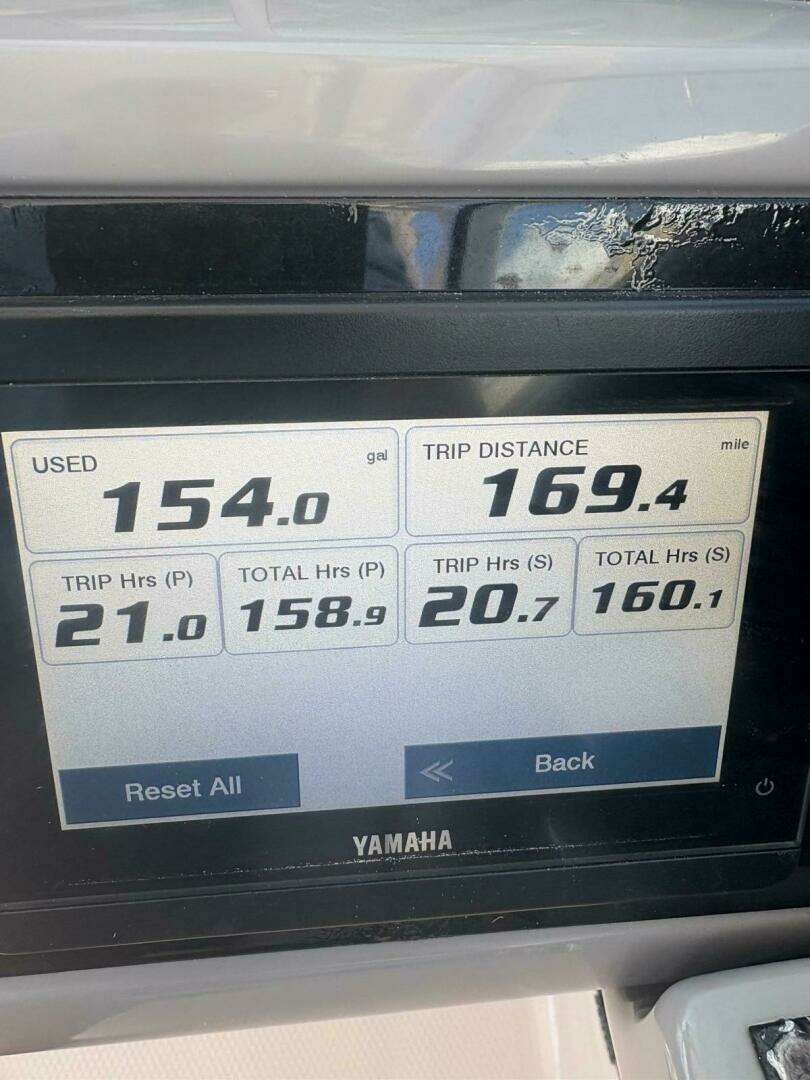 USED gal
154.0
TRIP DISTANCE mile
169.4
TRIP Hrs (P)
21.0
TOTAL Hrs (P)
158.9
TRIP Hrs (S)
20.7
TOTAL Hrs (S)
160.1
Reset All
Back
YAMAHA